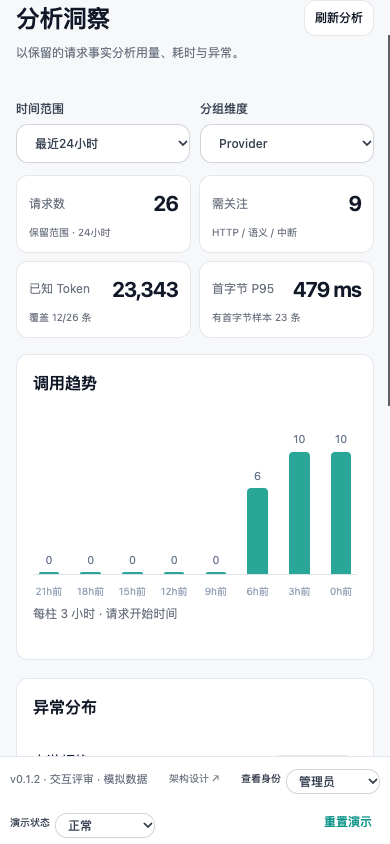 分析洞察
刷新分析
以保留的请求事实分析用量、耗时与异常。
时间范围
分组维度
最近24小时
Provider
请求数
26
保留范围 · 24小时
需关注
9
HTTP / 语义 / 中断
已知 Token
23,343
覆盖 12/26 条
首字节 P95
479 ms
有首字节样本 23 条
调用趋势
0 0 0 0 0 6 10 10
21h前 18h前 15h前 12h前 9h前 6h前 3h前 0h前
每柱 3 小时 · 请求开始时间
异常分布
v0.1.2 · 交互评审 · 模拟数据
架构设计 ↗
查看身份
管理员
演示状态
正常
重置演示